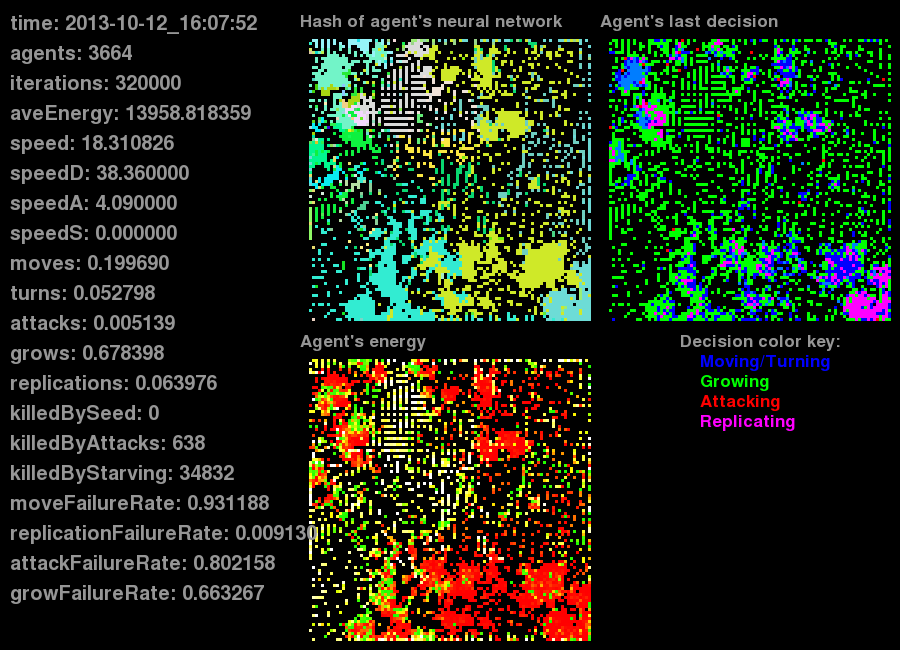 time: 2013-10-12_16:07:52
agents: 3664
iterations: 320000
aveEnergy: 13958.818359
speed: 18.310826
speedD: 38.360000
speedA: 4.090000
speedS: 0.000000
moves: 0.199690
turns: 0.052798
attacks: 0.005139
grows: 0.678398
replications: 0.063976
killedBySeed: 0
killedByAttacks: 638
killedByStarving: 34832
moveFailureRate: 0.931188
replicationFailureRate: 0.009130
attackFailureRate: 0.802158
growFailureRate: 0.663267
Hash of agent's neural network
Agent's last decision
Agent's energy
Decision color key:
Moving/Turning
Growing
Attacking
Replicating